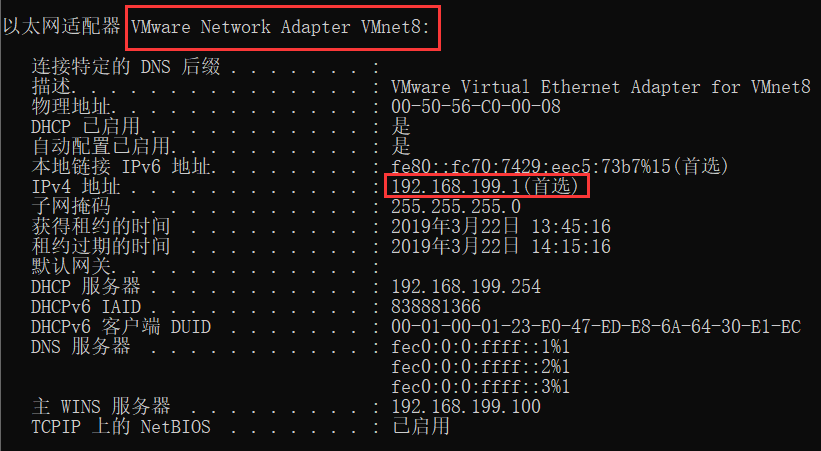 以太网适配器 VMware Network Adapter VMnet8:
连接特定的 DNS 后缀 . . . . . . . :
描述. . . . . . . . . . . . . . . : VMware Virtual Ethernet Adapter for VMnet8
物理地址. . . . . . . . . . . . . : 00-50-56-C0-00-08
DHCP 已启用 . . . . . . . . . . . : 是
自动配置已启用. . . . . . . . . . : 是
本地链接 IPv6 地址. . . . . . . . : fe80::fc70:7429:eec5:73b7%15(首选)
IPv4 地址 . . . . . . . . . . . . : 192.168.199.1(首选)
子网掩码 . . . . . . . . . . . . : 255.255.255.0
获得租约的时间 . . . . . . . . . : 2019年3月22日 13:45:16
租约过期的时间 . . . . . . . . . : 2019年3月22日 14:15:16
默认网关. . . . . . . . . . . . . :
DHCP 服务器 . . . . . . . . . . . : 192.168.199.254
DHCPv6 IAID . . . . . . . . . . . : 838881366
DHCPv6 客户端 DUID . . . . . . . : 00-01-00-01-23-E0-47-ED-E8-6A-64-30-E1-EC
DNS 服务器 . . . . . . . . . . . : fec0:0:0:ffff::1%1
fec0:0:0:ffff::2%1
fec0:0:0:ffff::3%1
主 WINS 服务器 . . . . . . . . . : 192.168.199.100
TCPIP 上的 NetBIOS . . . . . . . : 已启用